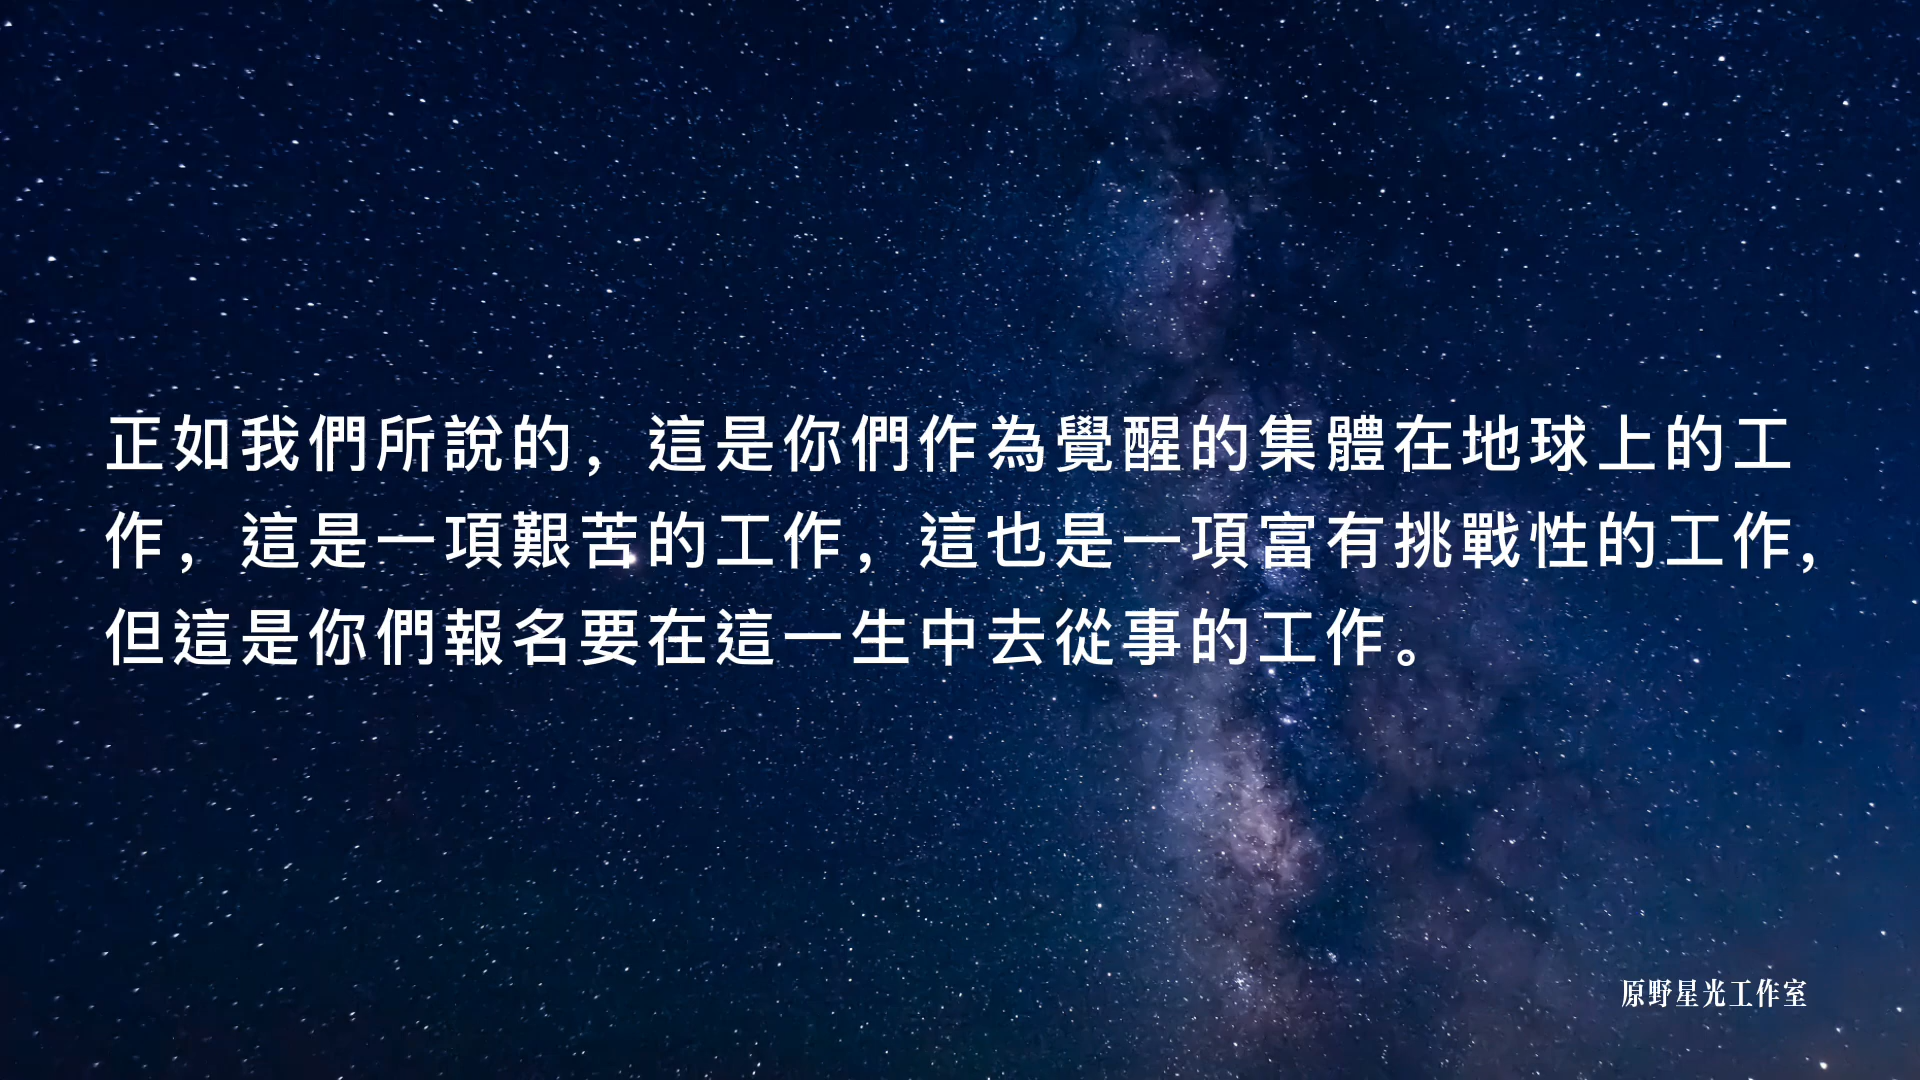 正如我們所說的，這是你們作為覺醒的集體在地球上的工
作，這是一項艱苦的工作，這也是一項富有挑戰性的工作，
但這是你們報名要在這一生中去從事的工作。
原野星光工作室